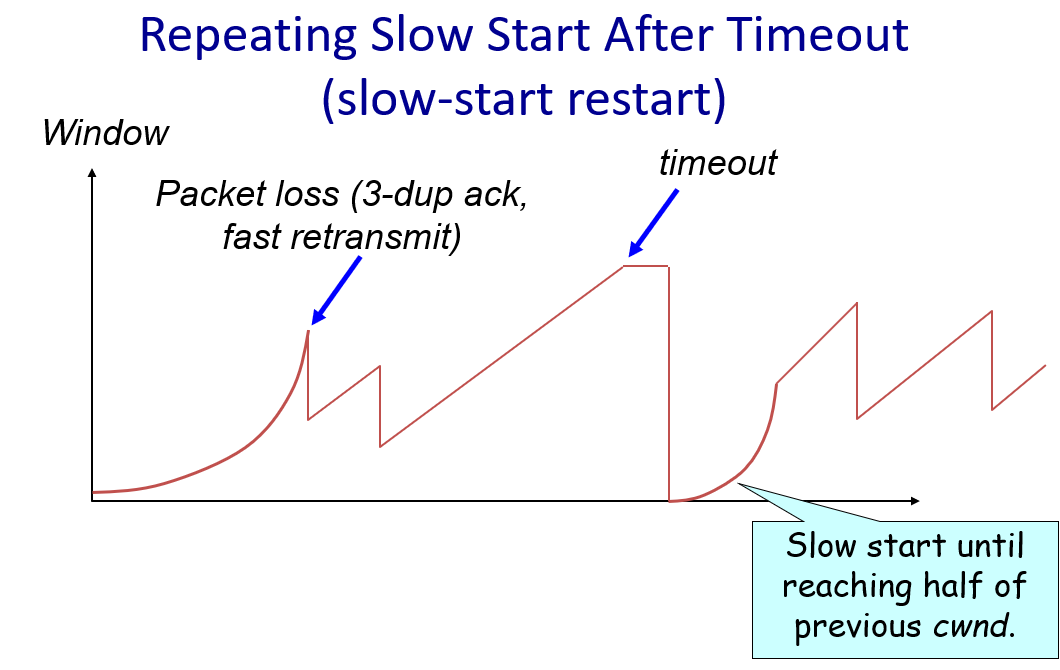 Repeating Slow Start After Timeout
(slow-start restart)
Window
timeout
Packet loss (3-dup ack,
fast retransmit)
Slow start until
reaching half of
previous cwnd.